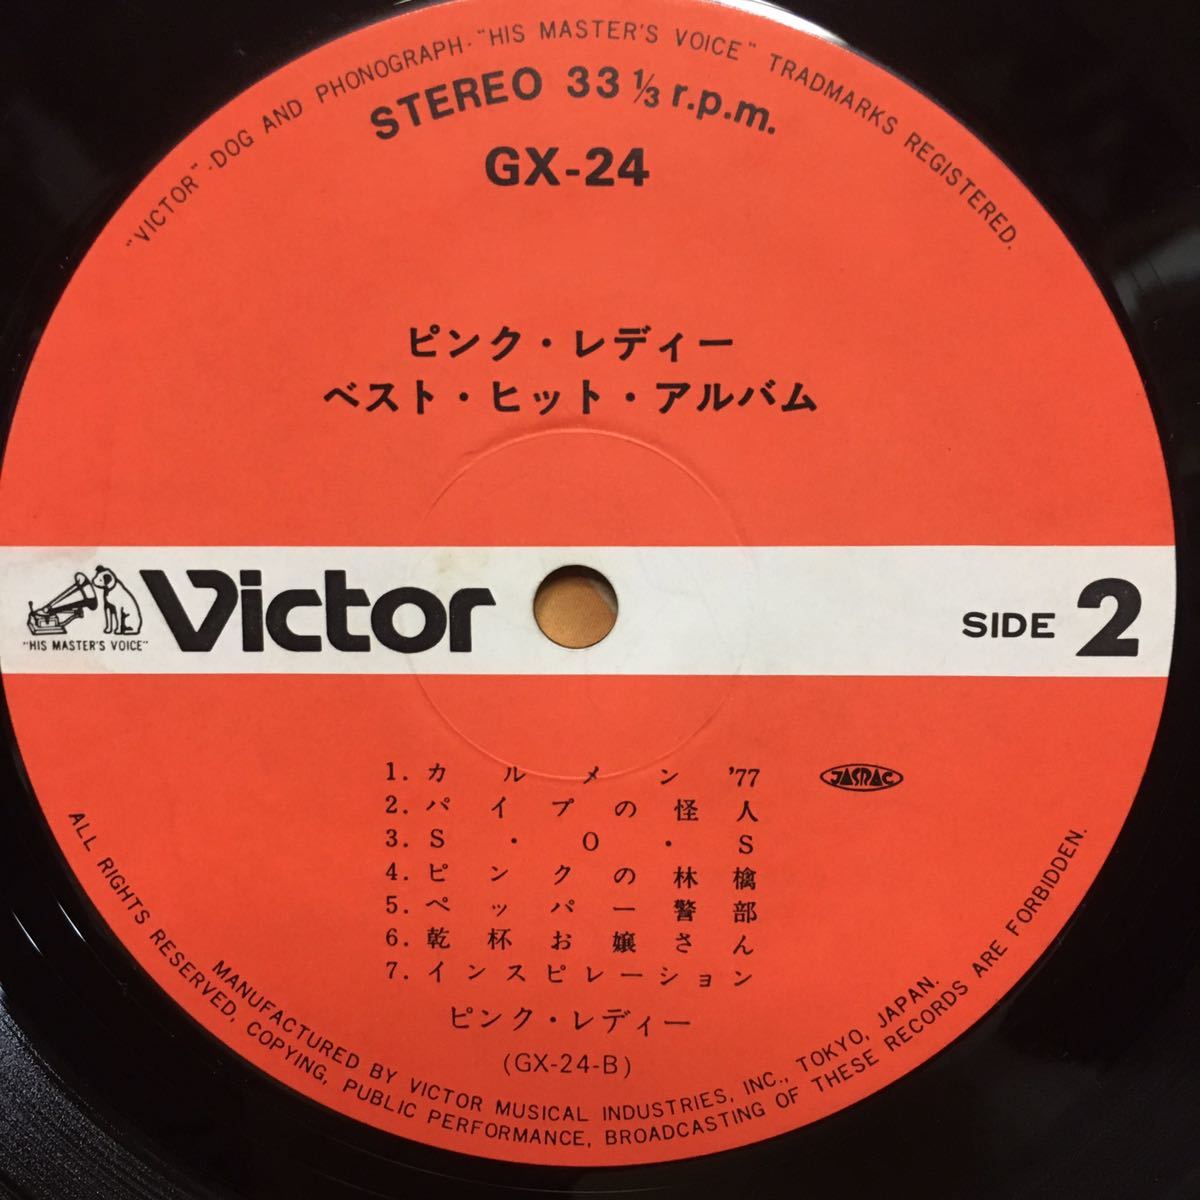 "VICTOR"-DOG AND PHONOGRAPH-"HIS MASTER'S VOICE" TRADMARKS REGISTERED.
STEREO 33 1/3 r.p.m.
GX-24
ピンク・レディー
ベスト・ヒット・アルバム
"HIS MASTER'S VOICE"
Victor
SIDE 2
1. カルメン '77
JASRAC
2. パイプの怪人
3. S・O・S
4. ピンクの林檎
5. ペッパー警部
6. 乾杯お嬢さん
7. インスピレーション
ピンク・レディー
(GX-24-B)
MANUFACTURED BY VICTOR MUSICAL INDUSTRIES, INC., TOKYO, JAPAN.
ALL RIGHTS RESERVED, COPYING, PUBLIC PERFORMANCE, BROADCASTING OF THESE RECORDS ARE FORBIDDEN.